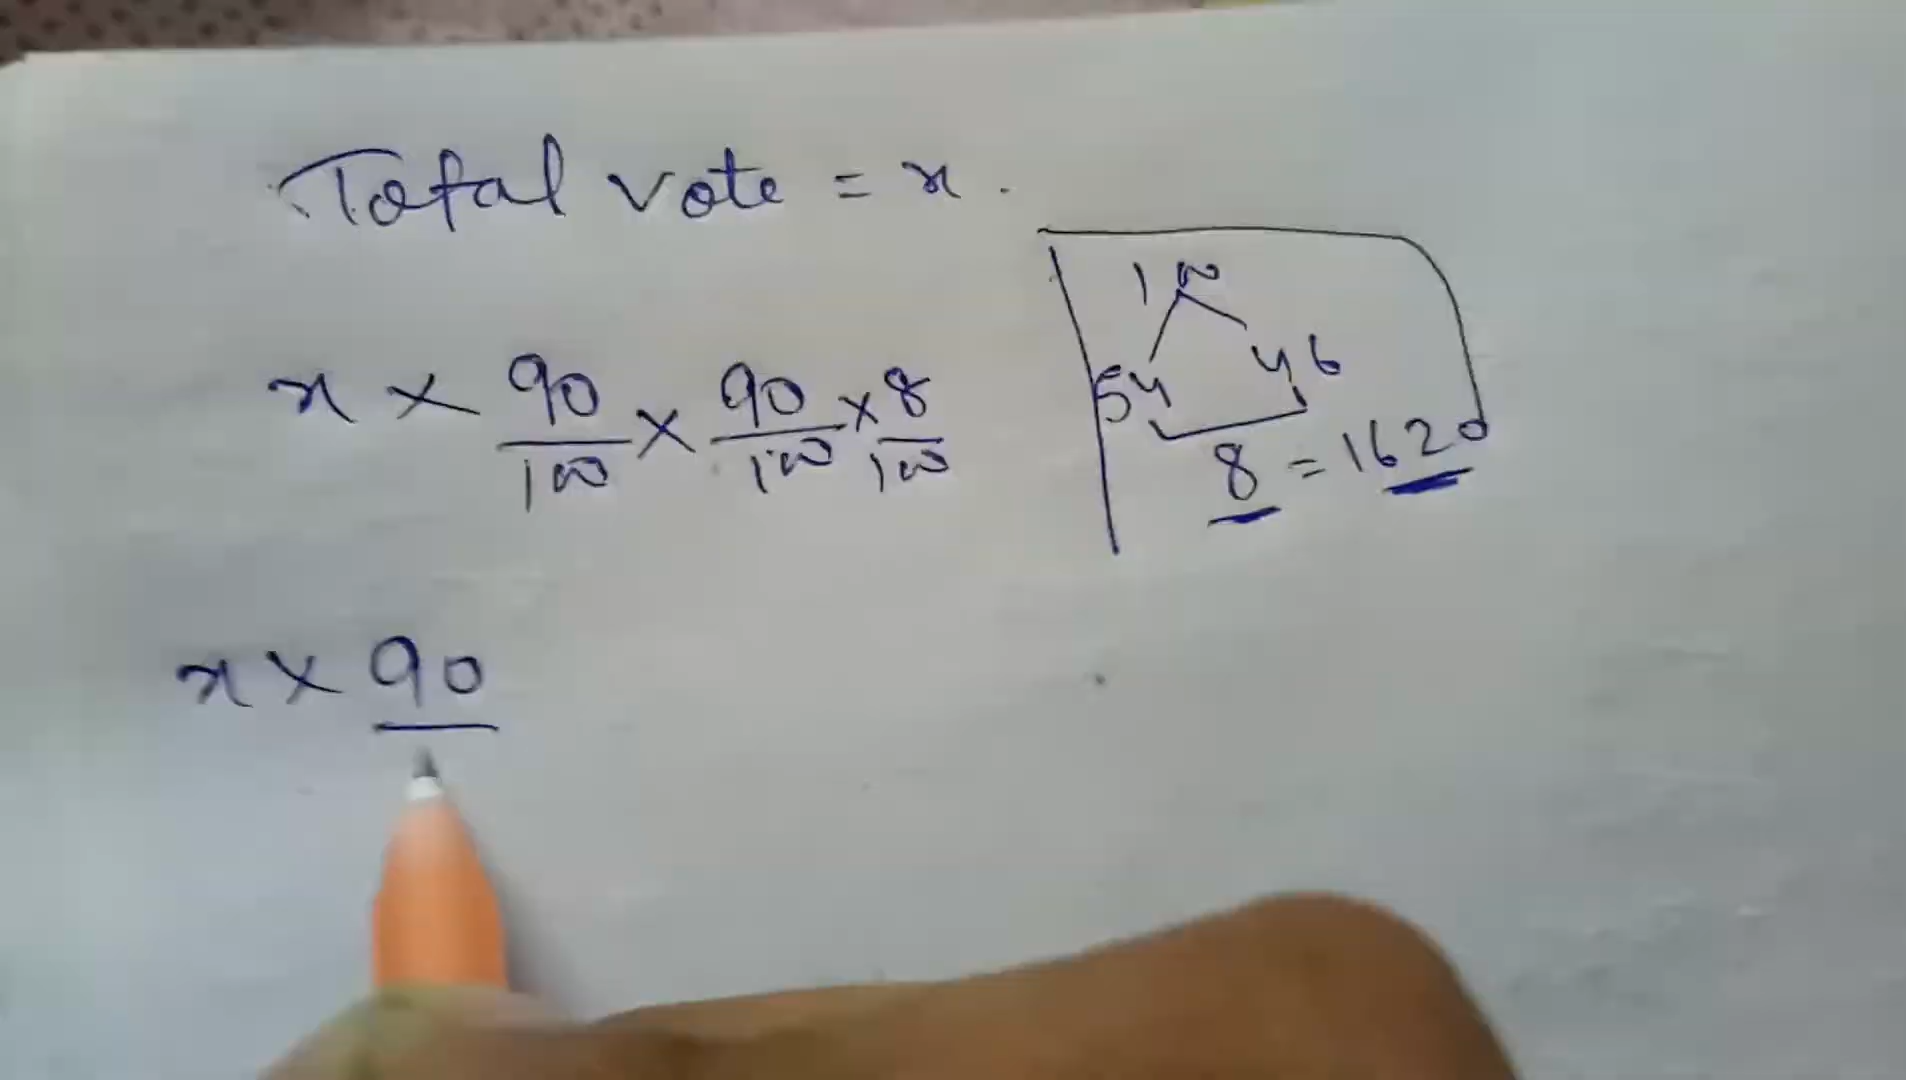 Total vote = x.
x × 90/100 × 90/100 × 8/100
100
54 46
8 = 1620
x × 90